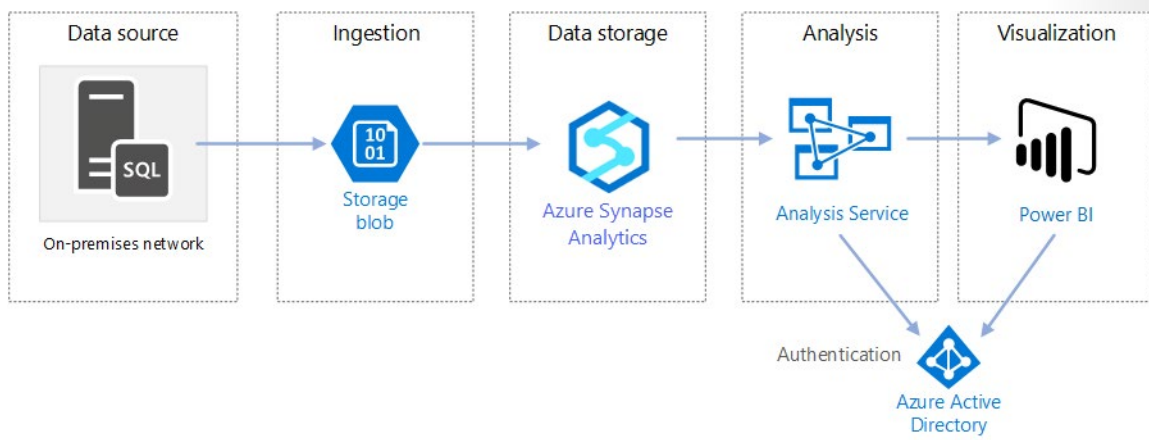 Data source
Ingestion
Data storage
Analysis
Visualization
SQL
10
01
On-premises network
Storage
blob
Azure Synapse
Analytics
Analysis Service
Power BI
Authentication
Azure Active
Directory